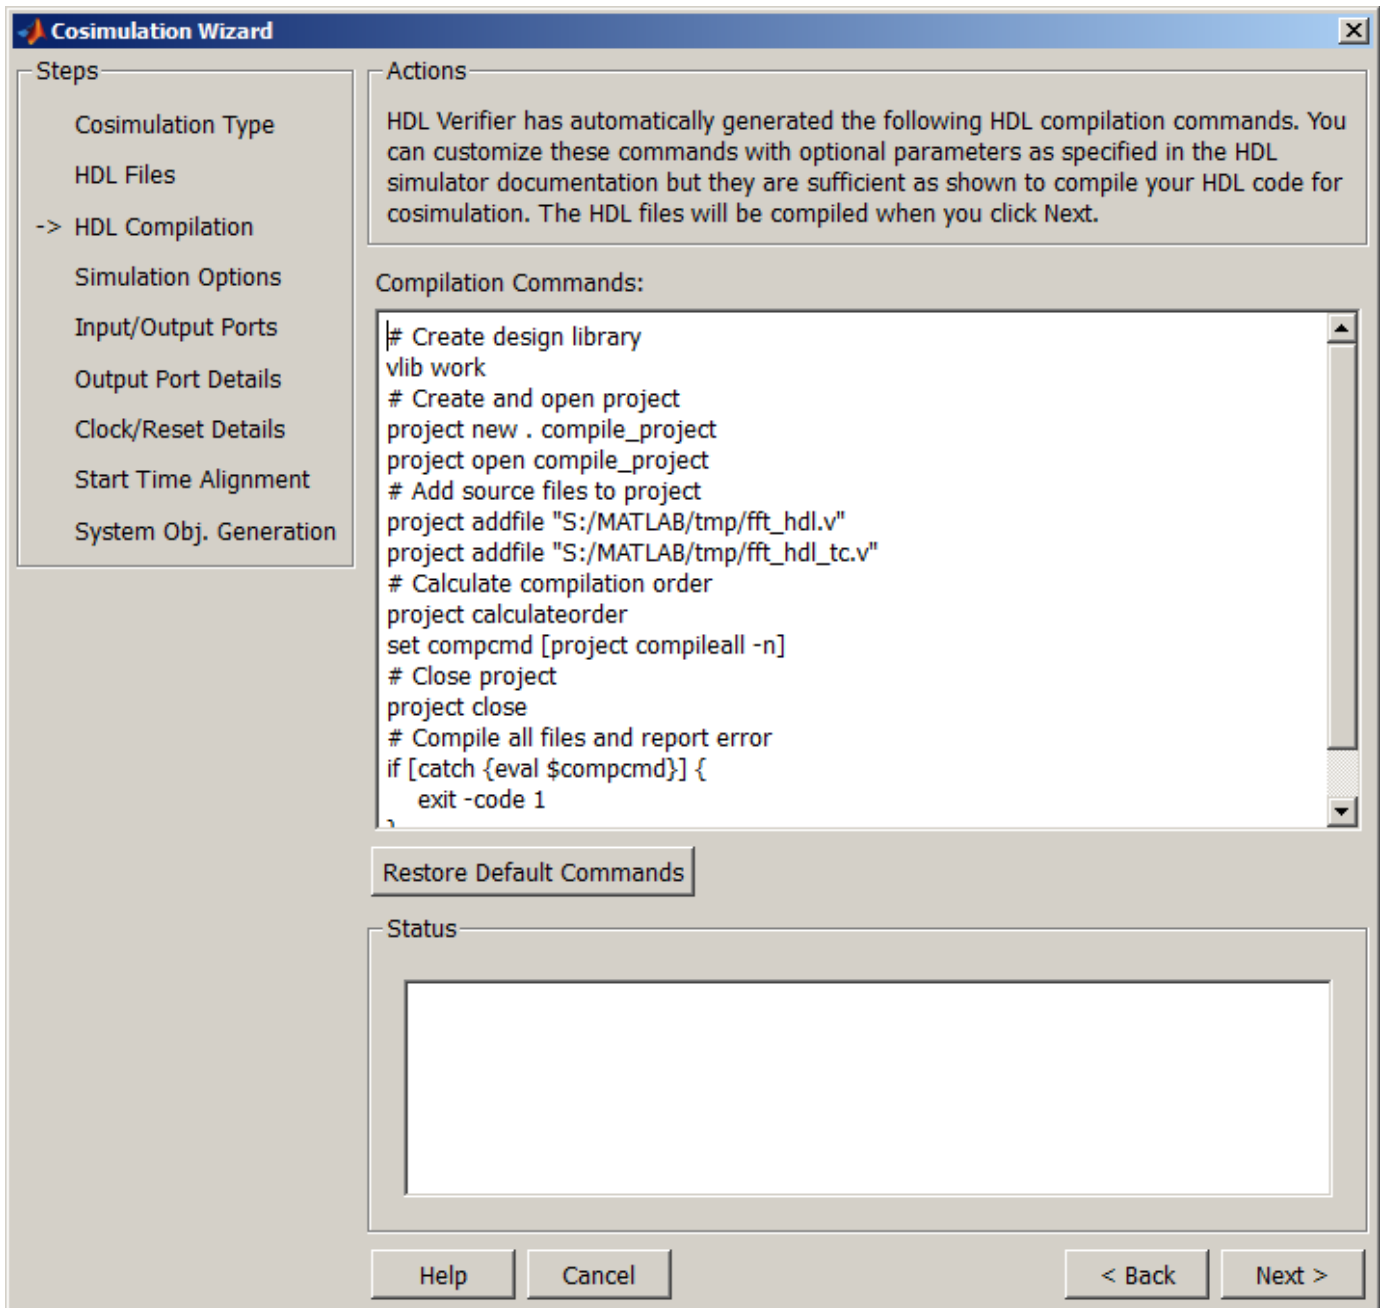 Cosimulation Wizard
Steps
Cosimulation Type
HDL Files
-> HDL Compilation
Simulation Options
Input/Output Ports
Output Port Details
Clock/Reset Details
Start Time Alignment
System Obj. Generation
Actions
HDL Verifier has automatically generated the following HDL compilation commands. You
can customize these commands with optional parameters as specified in the HDL
simulator documentation but they are sufficient as shown to compile your HDL code for
cosimulation. The HDL files will be compiled when you click Next.
Compilation Commands:
# Create design library
vlib work
# Create and open project
project new . compile_project
project open compile_project
# Add source files to project
project addfile "S:/MATLAB/tmp/fft_hdl.v"
project addfile "S:/MATLAB/tmp/fft_hdl_tc.v"
# Calculate compilation order
project calculateorder
set compcmd [project compileall -n]
# Close project
project close
# Compile all files and report error
if [catch {eval $compcmd}] {
exit -code 1
}
Restore Default Commands
Status
Help
Cancel
< Back
Next >